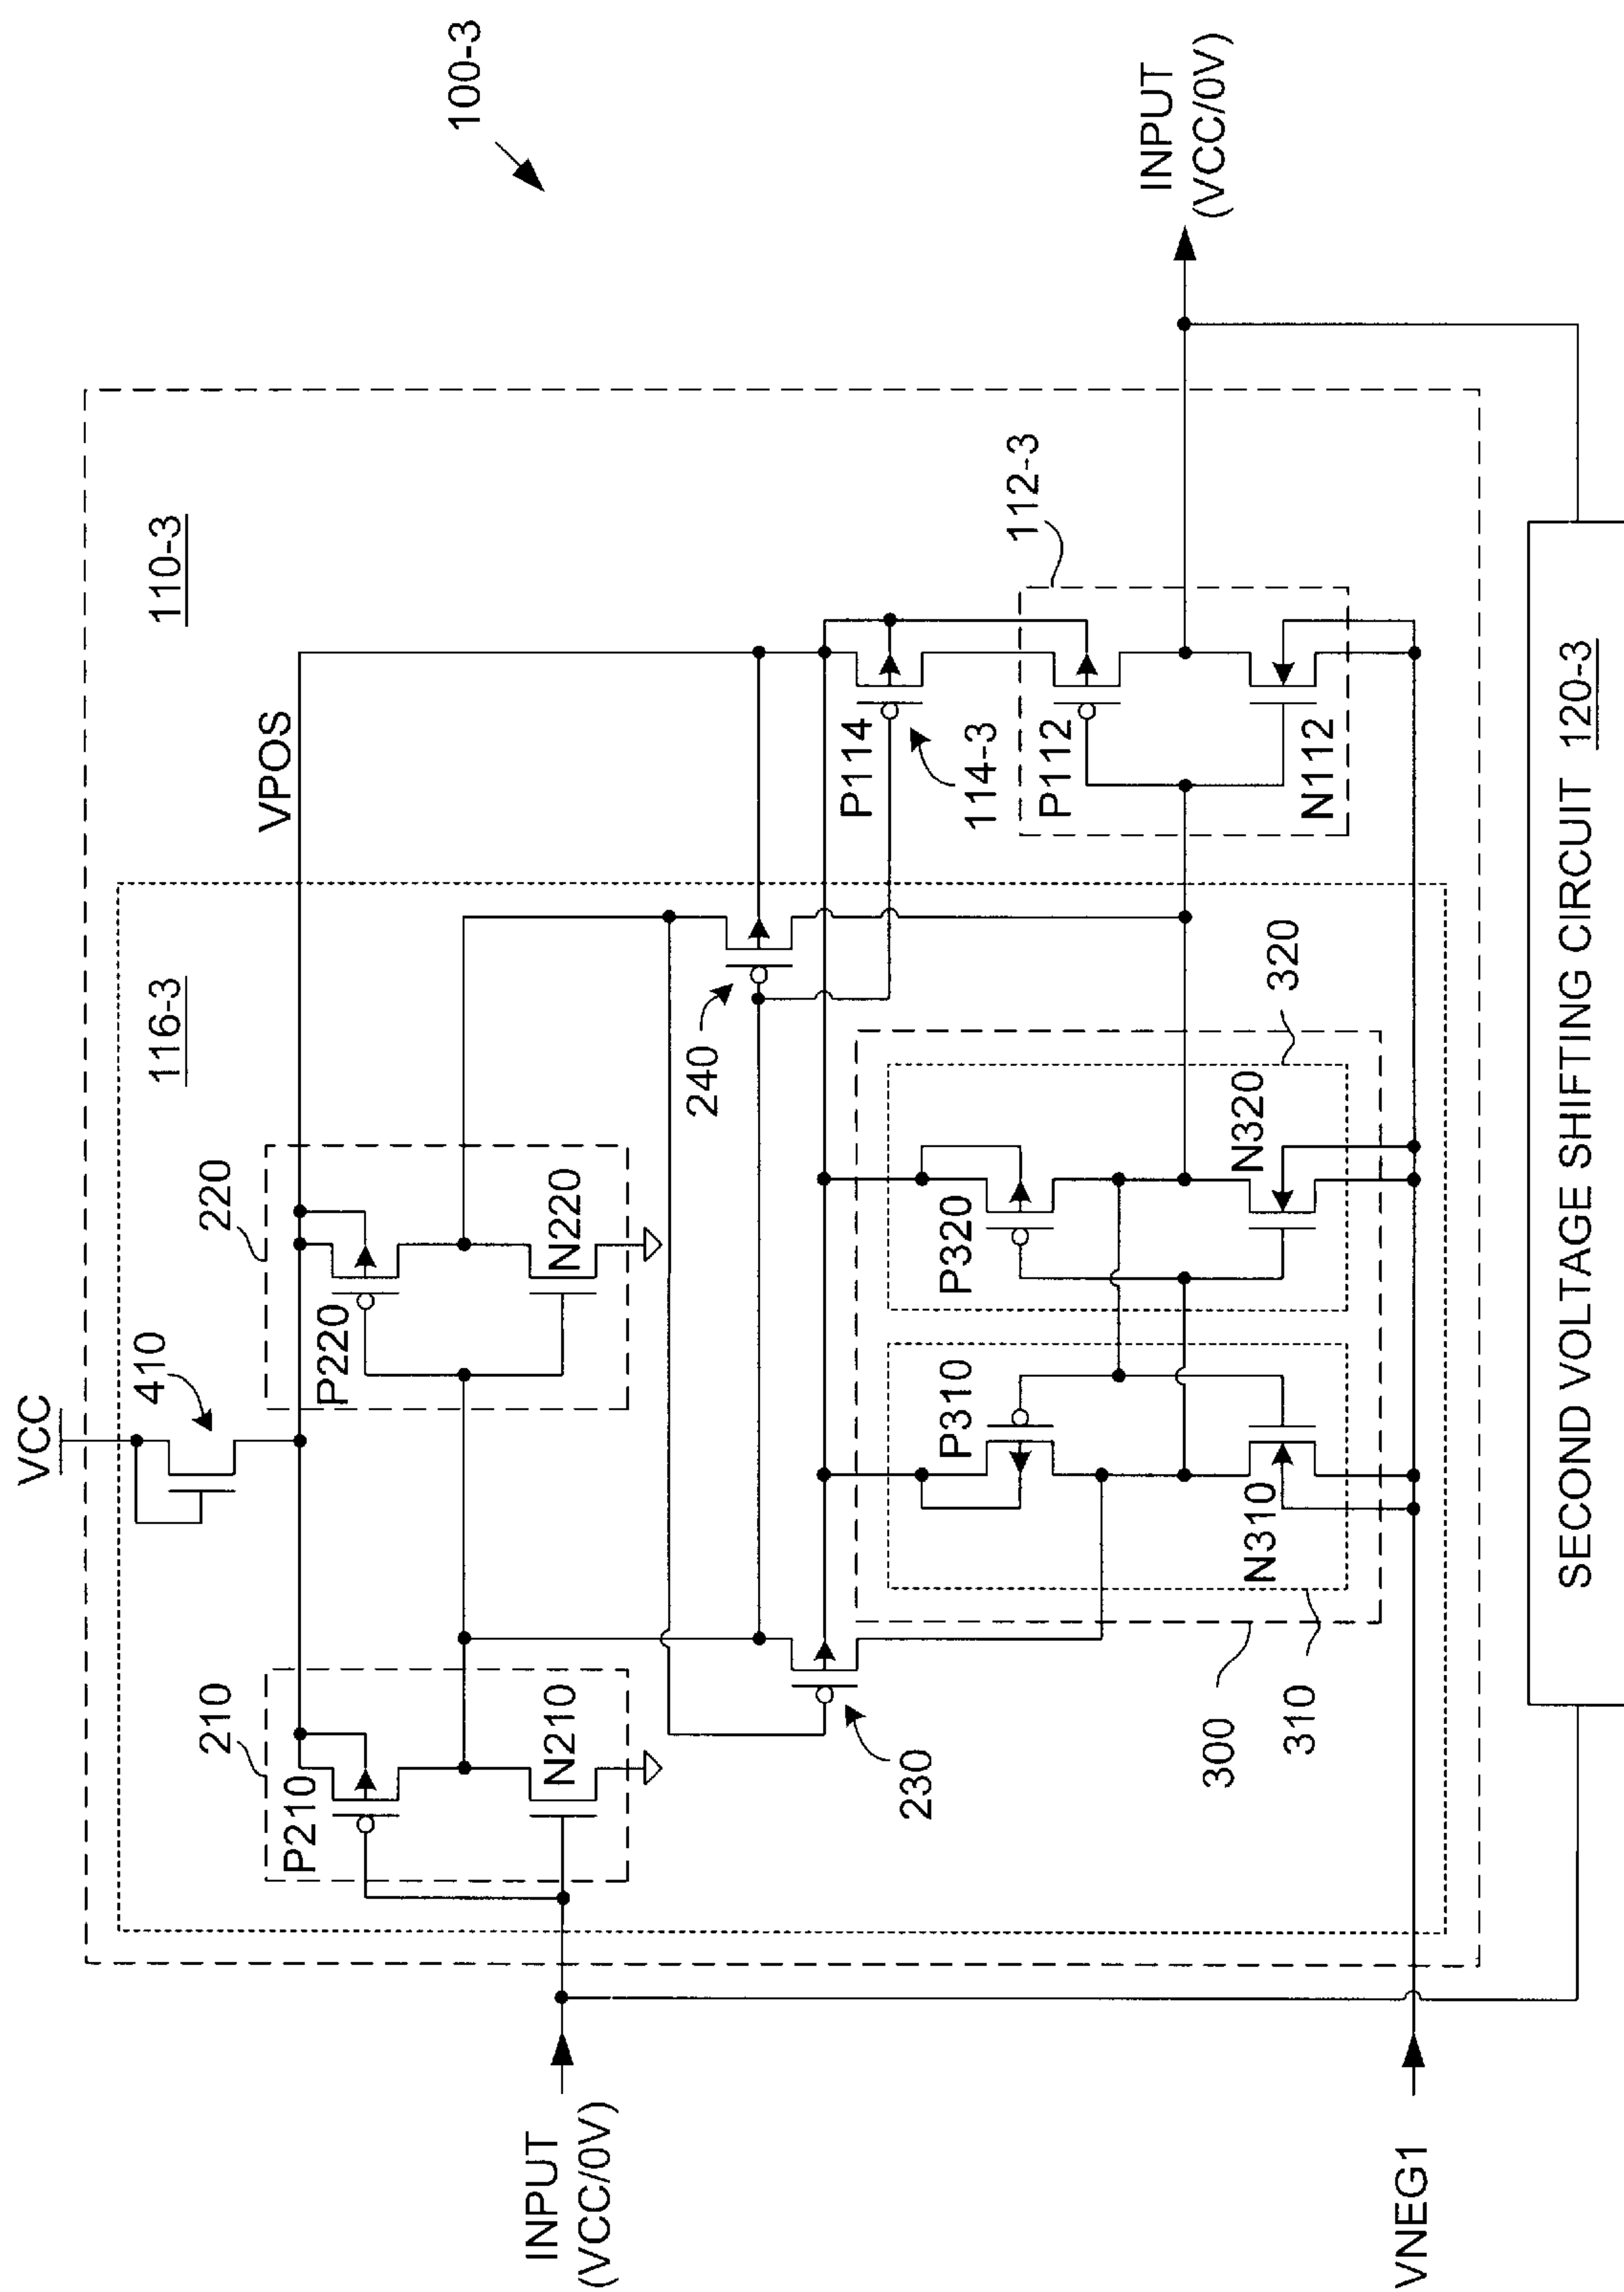 100-3
110-3
116-3
VCC
410
VPOS
210
P210
N210
220
P220
N220
230
240
P114
114-3
112-3
P112
N112
300
310
P310
N310
320
P320
N320
INPUT
(VCC/0V)
INPUT
(VCC/0V)
VNEG1
SECOND VOLTAGE SHIFTING CIRCUIT 120-3